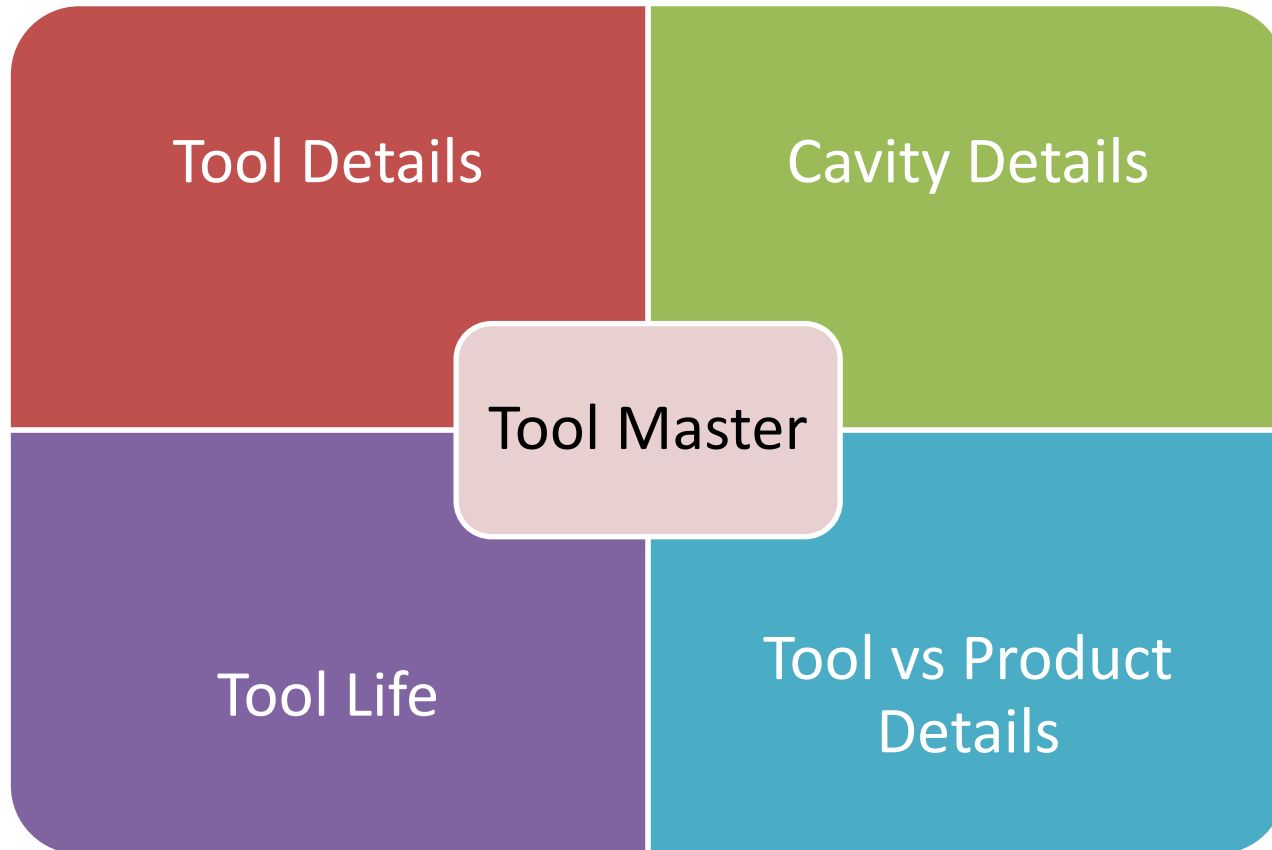 Tool Details
Cavity Details
Tool Master
Tool Life
Tool vs Product
Details